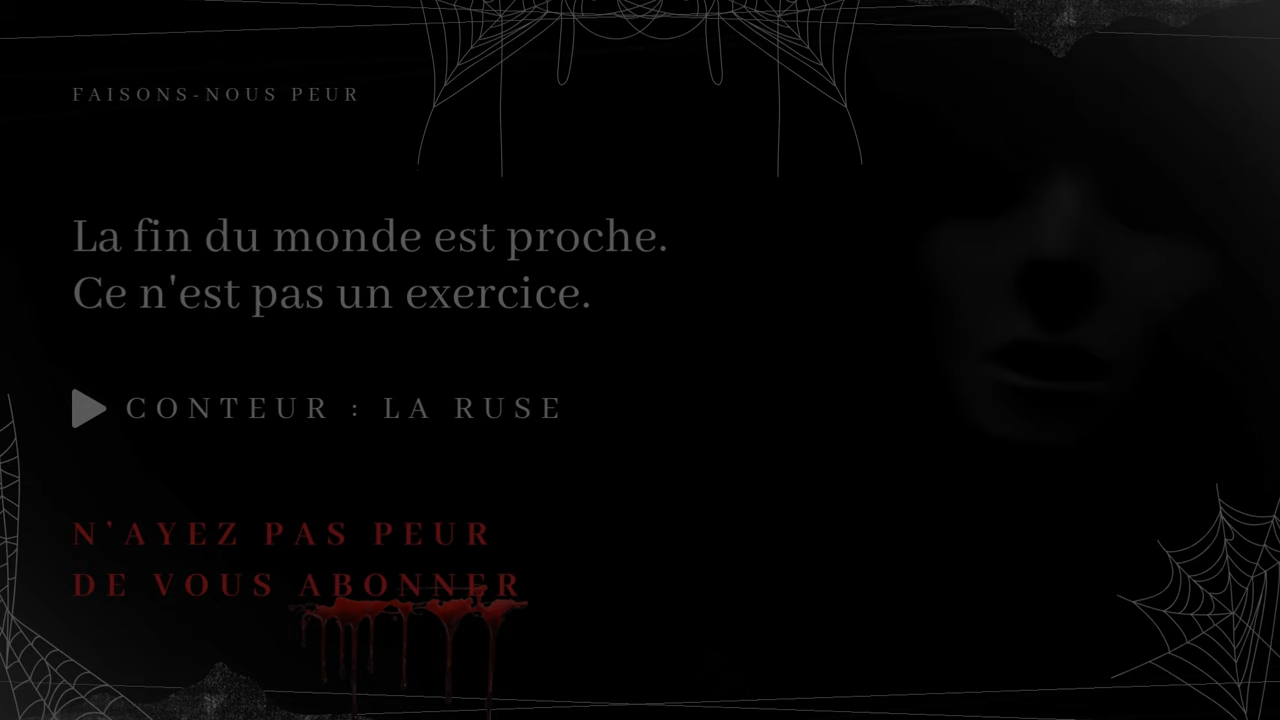 FAISONS-NOUS PEUR
La fin du monde est proche.
Ce n'est pas un exercice.
CONTEUR : LA RUSE
N'AYEZ PAS PEUR
DE VOUS ABONNER